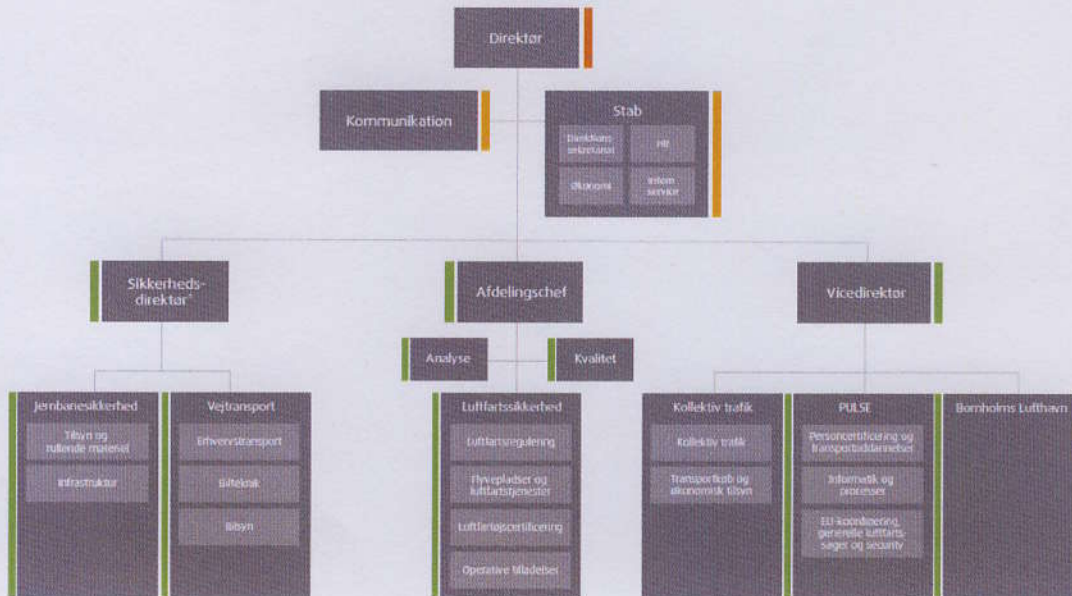 Direktør
Kommunikation
Stab
Direktions-
sekretariat
HR
Økonomi
Intern
service
Sikkerheds-
direktør*
Afdelingschef
Vicedirektør
Analyse
Kvalitet
Jernbanesikkerhed
Tilsyn og
rullende materiel
Infrastruktur
Vejtransport
Erhvervstransport
Bilteknik
Bilsyn
Luftfartssikkerhed
Luftfartsregulering
Flyvepladser og
luftfartstjenester
Luftfartøjscertificering
Operative tilladelser
Kollektiv trafik
Kollektiv trafik
Transportkøb og
økonomisk tilsyn
PULSE
Personcertificering og
transportuddannelser
Informatik og
processer
EU-koordinering,
generelle luftfarts-
sager og security
Bornholms Lufthavn